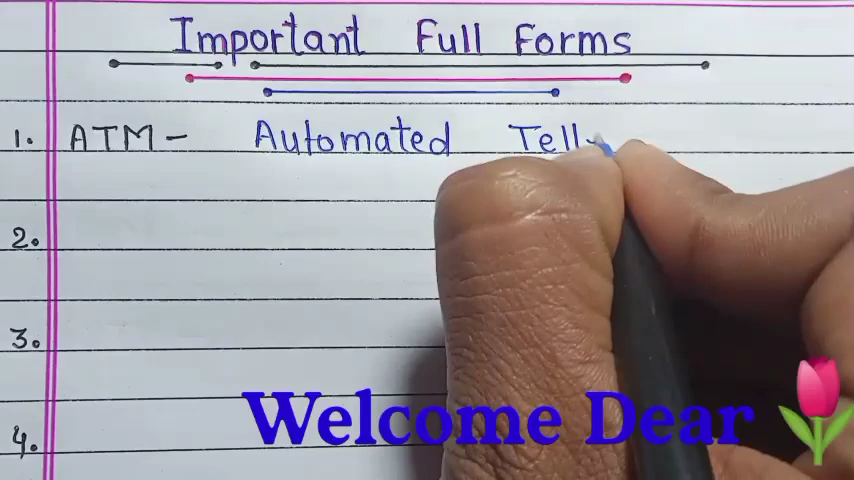 Important Full Forms
1. ATM - Automated Tell
2.
3.
4.
Welcome Dear